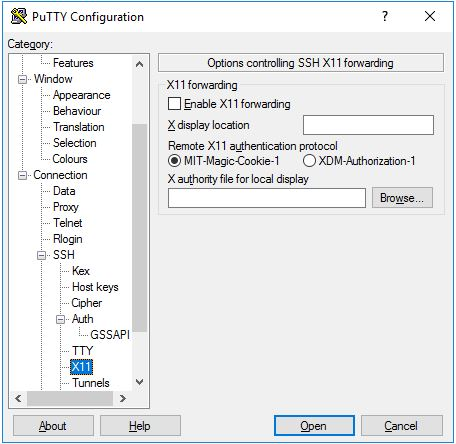 PuTTY Configuration
?
Category:
Features
Window
Appearance
Behaviour
Translation
Selection
Colours
Connection
Data
Proxy
Telnet
Rlogin
SSH
Kex
Host keys
Cipher
Auth
GSSAPI
TTY
X11
Tunnels
Options controlling SSH X11 forwarding
X11 forwarding
Enable X11 forwarding
X display location
Remote X11 authentication protocol
MIT-Magic-Cookie-1 XDM-Authorization-1
X authority file for local display
Browse...
About Help Open Cancel